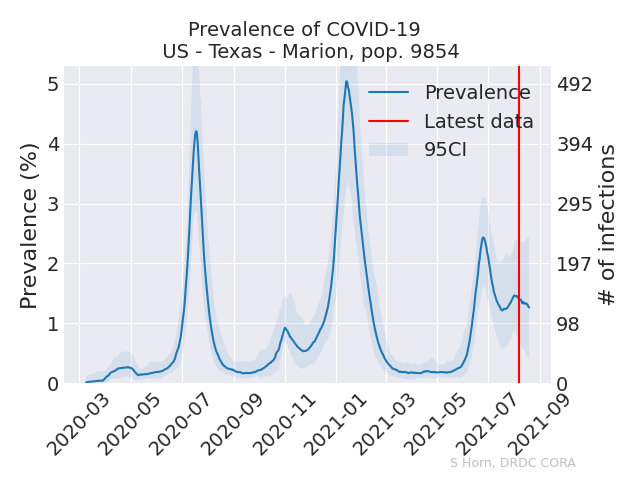 Prevalence of COVID-19
US - Texas - Marion, pop. 9854
Prevalence (%)
5
4
3
2
1
0
Prevalence
Latest data
95CI
492
394
295
197
98
0
# of infections
2020-03
2020-05
2020-07
2020-09
2020-11
2021-01
2021-03
2021-05
2021-07
2021-09
S Horn, DRDC CORA